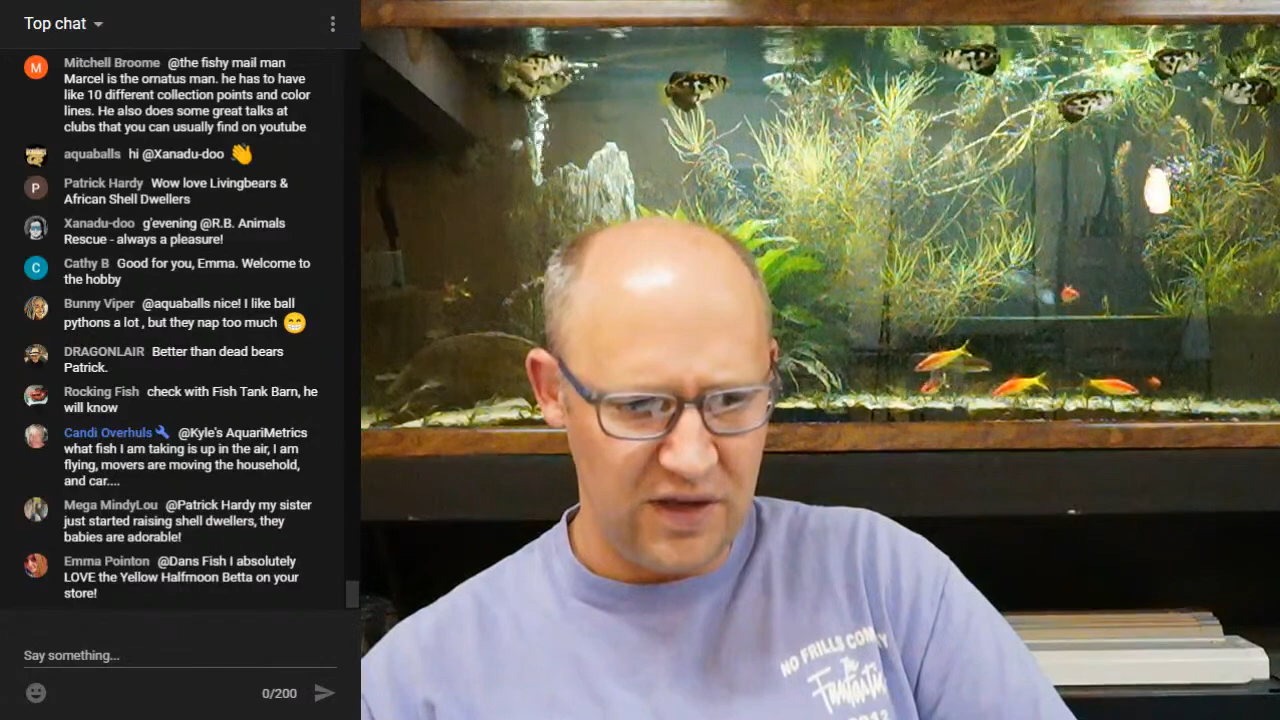 Top chat
M
Mitchell Broome @the fishy mail man
Marcel is the ornatus man. he has to have
like 10 different collection points and color
lines. He also does some great talks at
clubs that you can usually find on youtube
aquaballs hi @Xanadu-doo 👋
P
Patrick Hardy Wow love Livingbears &
African Shell Dwellers
Xanadu-doo g'evening @R.B. Animals
Rescue - always a pleasure!
C
Cathy B Good for you, Emma. Welcome to
the hobby
Bunny Viper @aquaballs nice! I like ball
pythons a lot , but they nap too much 😁
DRAGONLAIR Better than dead bears
Patrick.
Rocking Fish check with Fish Tank Barn, he
will know
Candi Overhuls @Kyle's AquariMetrics
what fish I am taking is up in the air, I am
flying, movers are moving the household,
and car....
Mega MindyLou @Patrick Hardy my sister
just started raising shell dwellers, they
babies are adorable!
Emma Pointon @Dans Fish I absolutely
LOVE the Yellow Halfmoon Betta on your
store!
Say something...
0/200
NO FRILLS
The